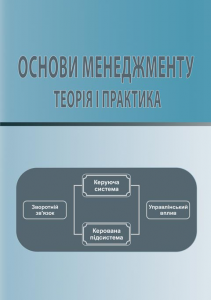 ОСНОВИ МЕНЕДЖМЕНТУ
ТЕОРІЯ І ПРАКТИКА
Керуюча
система
Зворотній
зв'язок
Управлінський
вплив
Керована
підсистема